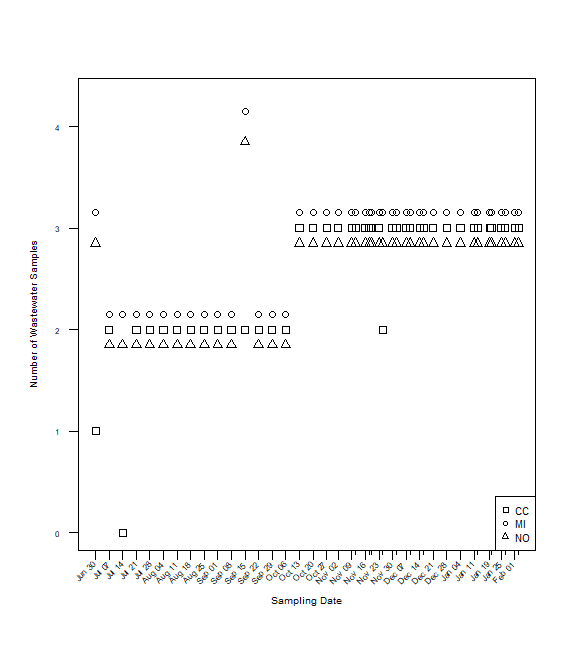 Number of Wastewater Samples
4
3
2
1
0
CC
MI
NO
Jun 30
Jul 07
Jul 14
Jul 21
Jul 28
Aug 04
Aug 11
Aug 18
Aug 25
Sep 01
Sep 08
Sep 15
Sep 22
Sep 29
Oct 06
Oct 13
Oct 20
Oct 27
Nov 02
Nov 09
Nov 16
Nov 23
Nov 30
Dec 07
Dec 14
Dec 21
Dec 28
Jan 04
Jan 11
Jan 19
Jan 25
Feb 01
Sampling Date